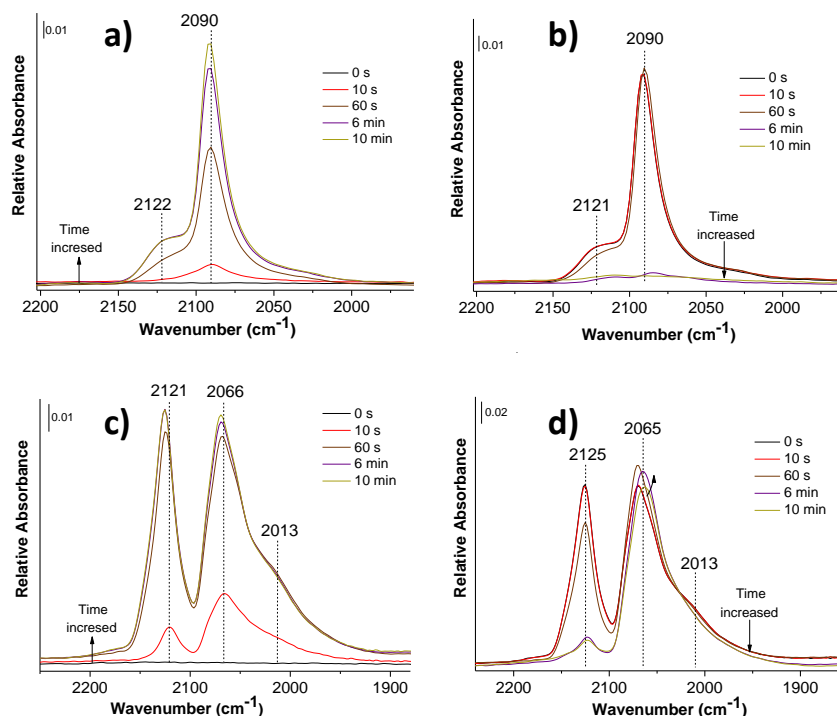 a)
0.01
2090
2122
0 s
10 s
60 s
6 min
10 min
Time
incresed
Relative Absorbance
2200
2150
2100
2050
2000
Wavenumber (cm-1)
b)
0.01
2090
2121
0 s
10 s
60 s
6 min
10 min
Time
increased
Relative Absorbance
2200
2150
2100
2050
2000
Wavenumber (cm-1)
c)
0.01
2121
2066
2013
0 s
10 s
60 s
6 min
10 min
Time
incresed
Relative Absorbance
2200
2100
2000
1900
Wavenumber (cm-1)
d)
0.02
2125
2065
2013
0 s
10 s
60 s
6 min
10 min
Time
increased
Relative Absorbance
2200
2100
2000
1900
Wavenumber (cm-1)